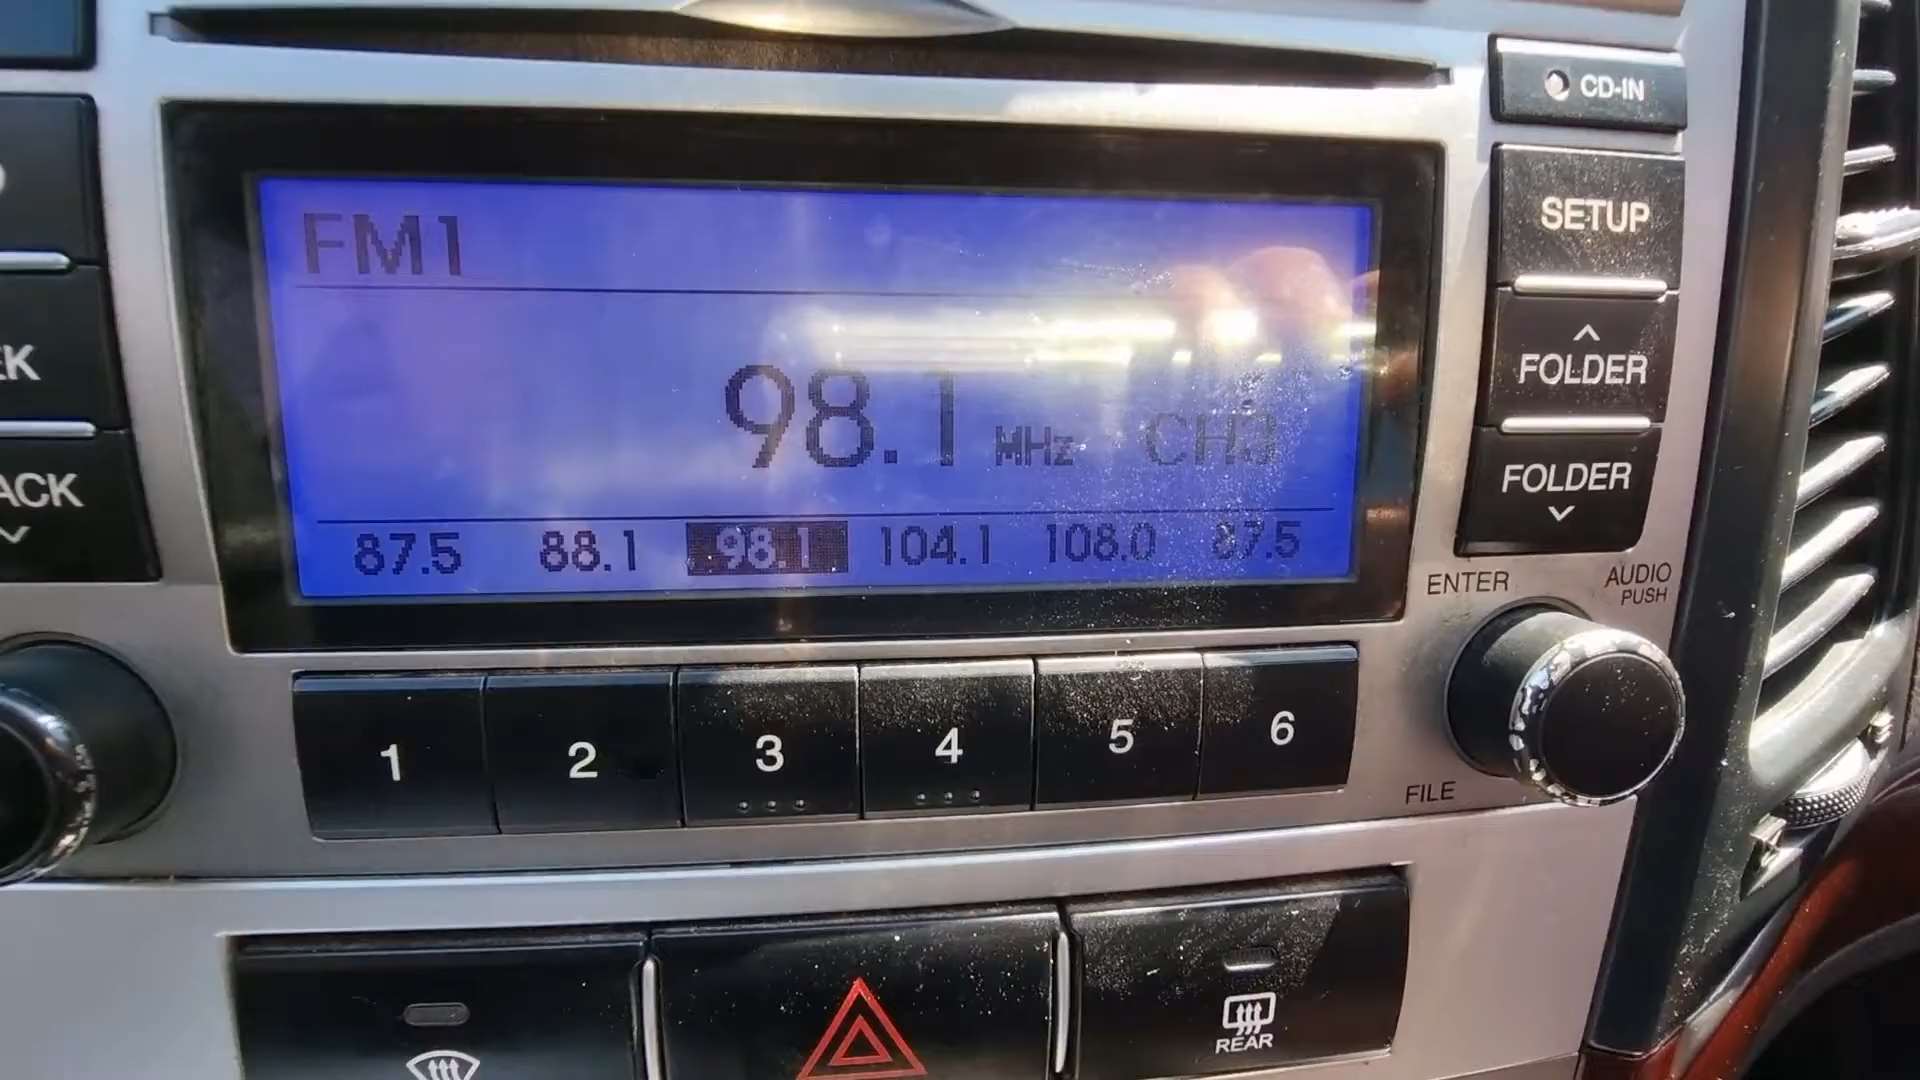 CD-IN
SETUP
FOLDER
FOLDER
FM1
98.1 MHz CH3
87.5 88.1 98.1 104.1 108.0 87.5
ENTER
AUDIO
PUSH
1 2 3 4 5 6
FILE
REAR